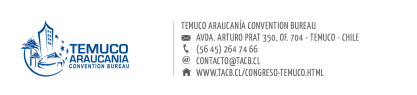 TEMUCO
ARAUCANIA
CONVENTION BUREAU
TEMUCO ARAUCANÍA CONVENTION BUREAU
AVDA. ARTURO PRAT 350, OF. 704 - TEMUCO - CHILE
(56 45) 264 74 66
@ CONTACTO@TACB.CL
WWW.TACB.CL/CONGRESO-TEMUCO.HTML